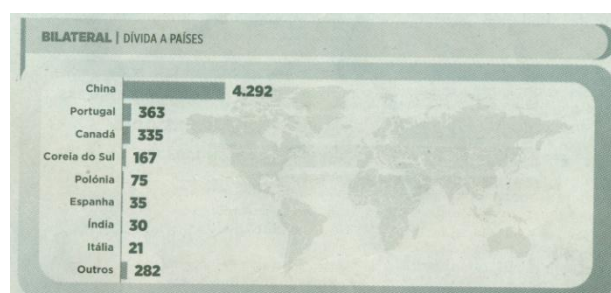 BILATERAL | DÍVIDA A PAÍSES
China 4.292
Portugal 363
Canadá 335
Coreia do Sul 167
Polónia 75
Espanha 35
Índia 30
Itália 21
Outros 282